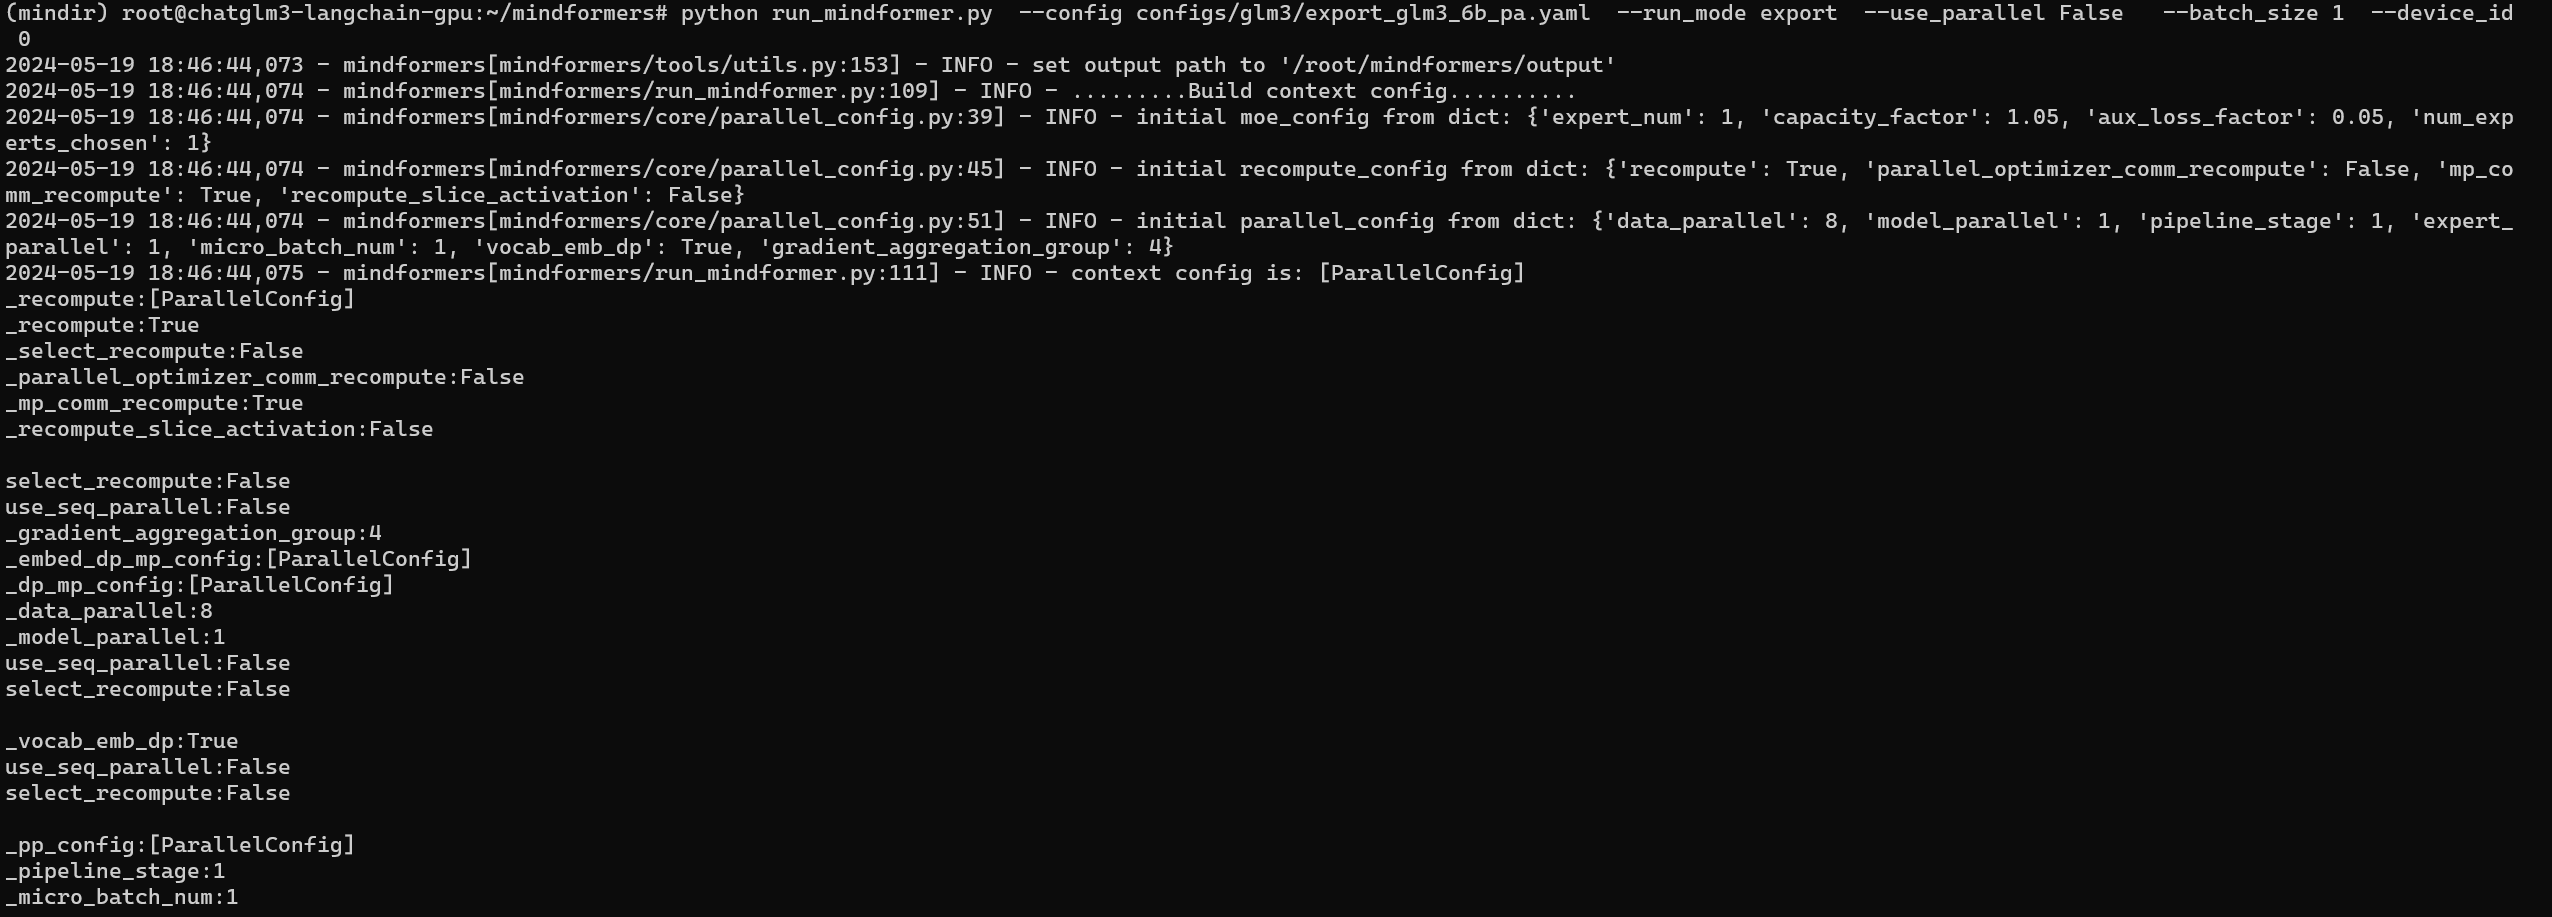 (mindir) root@chatglm3-langchain-gpu:~/mindformers# python run_mindformer.py  --config configs/glm3/export_glm3_6b_pa.yaml  --run_mode export  --use_parallel False   --batch_size 1  --device_id
 0
2024-05-19 18:46:44,073 - mindformers[mindformers/tools/utils.py:153] - INFO - set output path to '/root/mindformers/output'
2024-05-19 18:46:44,074 - mindformers[mindformers/run_mindformer.py:109] - INFO - .........Build context config..........
2024-05-19 18:46:44,074 - mindformers[mindformers/core/parallel_config.py:39] - INFO - initial moe_config from dict: {'expert_num': 1, 'capacity_factor': 1.05, 'aux_loss_factor': 0.05, 'num_exp
erts_chosen': 1}
2024-05-19 18:46:44,074 - mindformers[mindformers/core/parallel_config.py:45] - INFO - initial recompute_config from dict: {'recompute': True, 'parallel_optimizer_comm_recompute': False, 'mp_co
mm_recompute': True, 'recompute_slice_activation': False}
2024-05-19 18:46:44,074 - mindformers[mindformers/core/parallel_config.py:51] - INFO - initial parallel_config from dict: {'data_parallel': 8, 'model_parallel': 1, 'pipeline_stage': 1, 'expert_
parallel': 1, 'micro_batch_num': 1, 'vocab_emb_dp': True, 'gradient_aggregation_group': 4}
2024-05-19 18:46:44,075 - mindformers[mindformers/run_mindformer.py:111] - INFO - context config is: [ParallelConfig]
_recompute:[ParallelConfig]
_recompute:True
_select_recompute:False
_parallel_optimizer_comm_recompute:False
_mp_comm_recompute:True
_recompute_slice_activation:False

select_recompute:False
use_seq_parallel:False
_gradient_aggregation_group:4
_embed_dp_mp_config:[ParallelConfig]
_dp_mp_config:[ParallelConfig]
_data_parallel:8
_model_parallel:1
use_seq_parallel:False
select_recompute:False

_vocab_emb_dp:True
use_seq_parallel:False
select_recompute:False

_pp_config:[ParallelConfig]
_pipeline_stage:1
_micro_batch_num:1